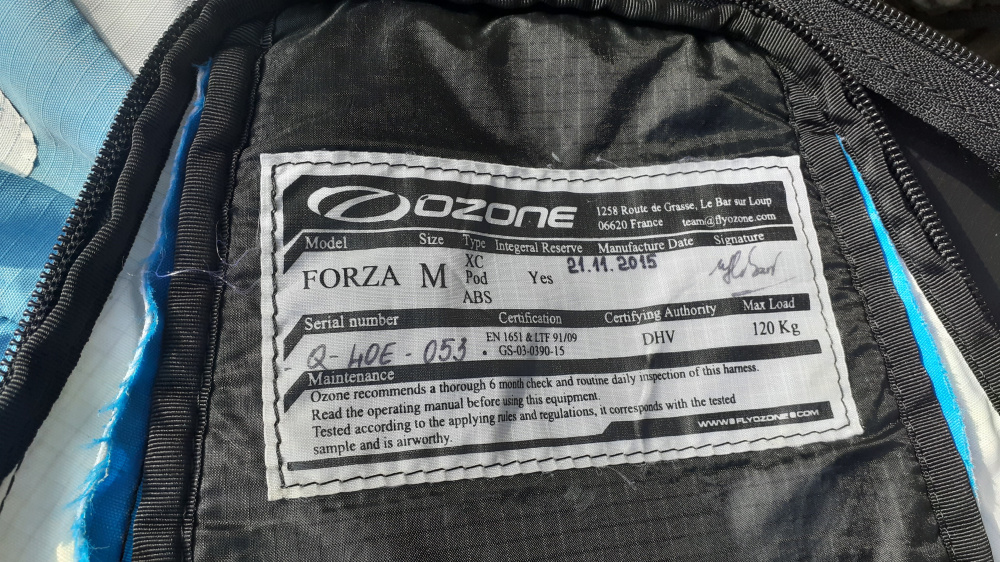 OZONE
1258 Route de Grasse, Le Bar sur Loup
06620 France team@flyozone.com
Model Size Type Integeral Reserve Manufacture Date Signature
FORZA M XC Pod ABS Yes 21.11.2015
Serial number Certification Certifying Authority Max Load
Q-40E-053 EN 1651 & LTF 91/09 DHV 120 Kg
GS-03-0390-15
Maintenance
Ozone recommends a thorough 6 month check and routine daily inspection of this harness.
Read the operating manual before using this equipment.
Tested according to the applying rules and regulations, it corresponds with the tested
sample and is airworthy.
WWW.FLYOZONE.COM